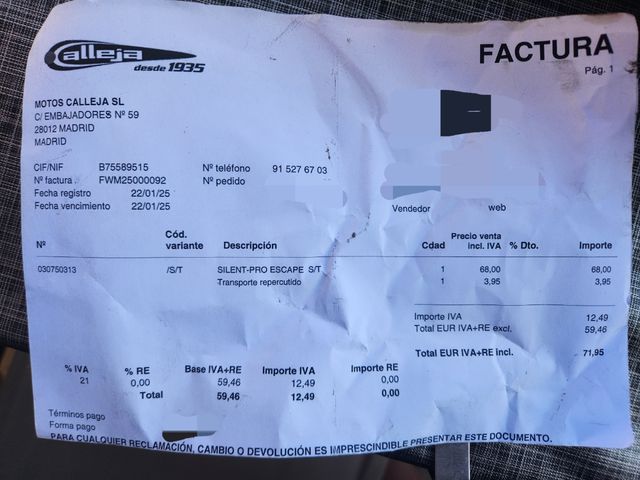 Calleja
desde 1935
FACTURA
Pág. 1
MOTOS CALLEJA SL
C/ EMBAJADORES Nº 59
28012 MADRID
MADRID
CIF/NIF B75589515 Nº teléfono 91 527 67 03
Nº factura FWM25000092 Nº pedido
Fecha registro 22/01/25
Fecha vencimiento 22/01/25
Vendedor web
Nº Cód. variante Descripción Cdad Precio venta incl. IVA % Dto. Importe
030750313 /S/T SILENT-PRO ESCAPE S/T 1 68,00 68,00
Transporte repercutido 1 3,95 3,95
Importe IVA 12,49
Total EUR IVA+RE excl. 59,46
Total EUR IVA+RE incl. 71,95
% IVA % RE Base IVA+RE Importe IVA Importe RE
21 0,00 59,46 12,49 0,00
Total 59,46 12,49 0,00
Términos pago
Forma pago
PARA CUALQUIER RECLAMACIÓN, CAMBIO O DEVOLUCIÓN ES IMPRESCINDIBLE PRESENTAR ESTE DOCUMENTO.